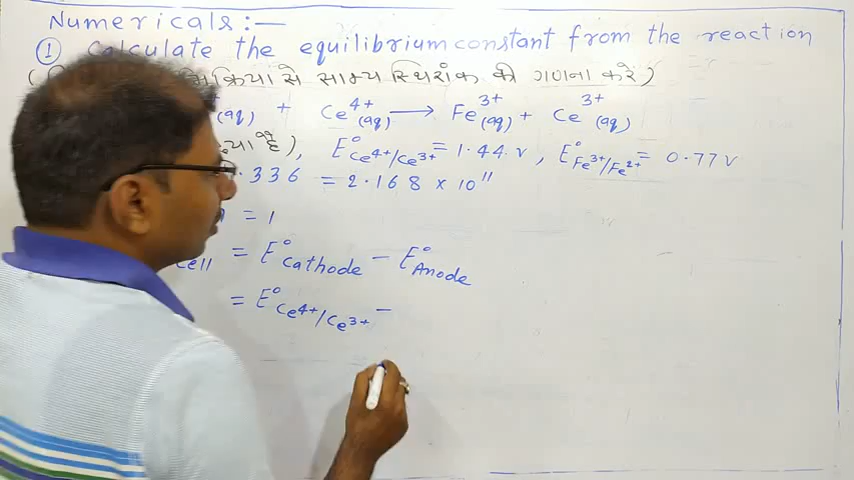 Numericals:—
① Calculate the equilibrium constant from the reaction
क्रिया से साम्य स्थिरांक की गणना करें)
(aq) + Ce⁴⁺(aq) → Fe³⁺(aq) + Ce³⁺(aq)
है), E°Ce⁴⁺/Ce³⁺ = 1.44 v, E°Fe³⁺/Fe²⁺ = 0.77 v
.336 = 2.168 x 10¹¹
= 1
cell = E°Cathode - E°Anode
= E°Ce⁴⁺/Ce³⁺ -